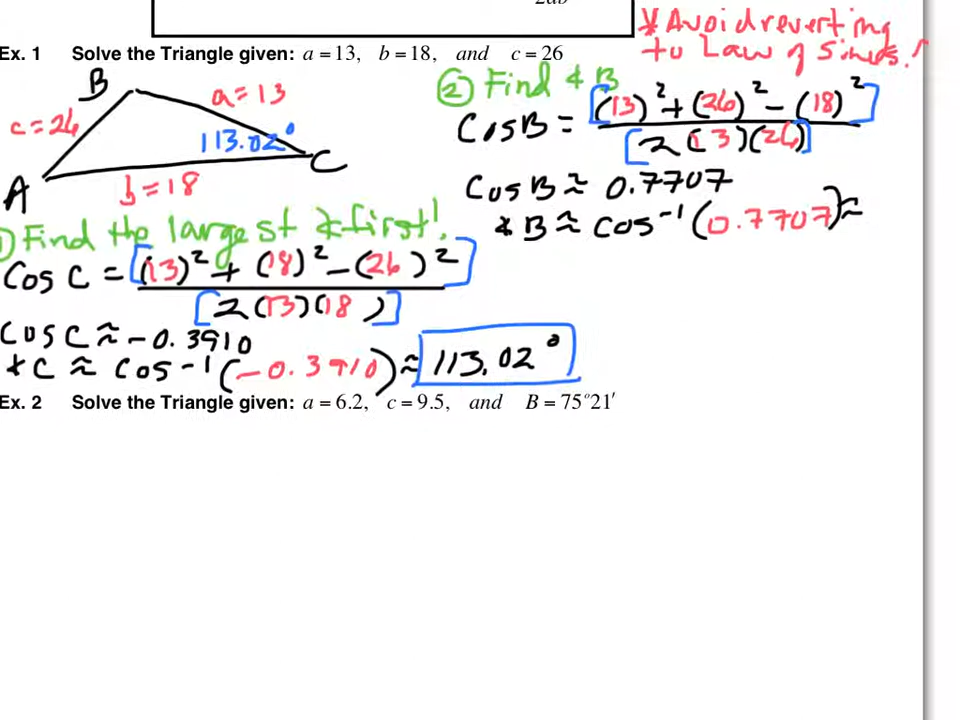 2ab
* Avoid reverting
to Law of Sines!
Ex. 1 Solve the Triangle given: a = 13, b = 18, and c = 26
B
a = 13
c = 26
113.02°
C
A
b = 18
② Find ∡ B
Cos B = [(13)² + (26)² − (18)²]
[2 (13)(26)]
Cos B ≈ 0.7707
∡ B ≈ cos⁻¹ (0.7707) ≈
1) Find the largest ∡ first!
Cos C = [(13)² + (18)² − (26)²]
[2 (13)(18)]
Cos C ≈ −0.3910
∡ C ≈ cos⁻¹ (−0.3910) ≈ 113.02°
Ex. 2 Solve the Triangle given: a = 6.2, c = 9.5, and B = 75°21′